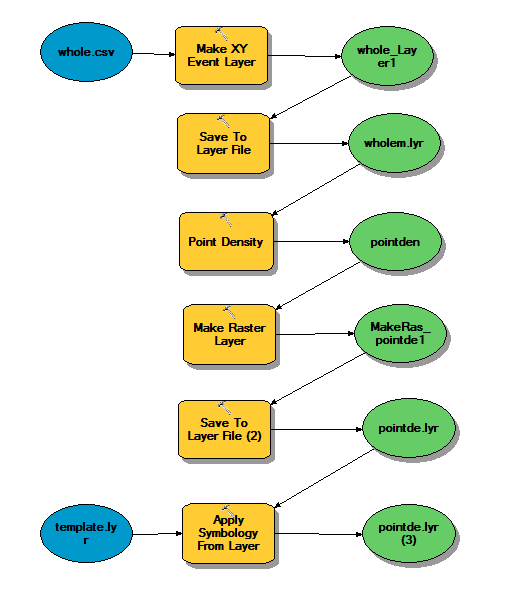 whole.csv
Make XY
Event Layer
whole_Lay
er1
Save To
Layer File
wholem.lyr
Point Density
pointden
Make Raster
Layer
MakeRas_
pointde1
Save To
Layer File (2)
pointde.lyr
template.ly
r
Apply
Symbology
From Layer
pointde.lyr
(3)